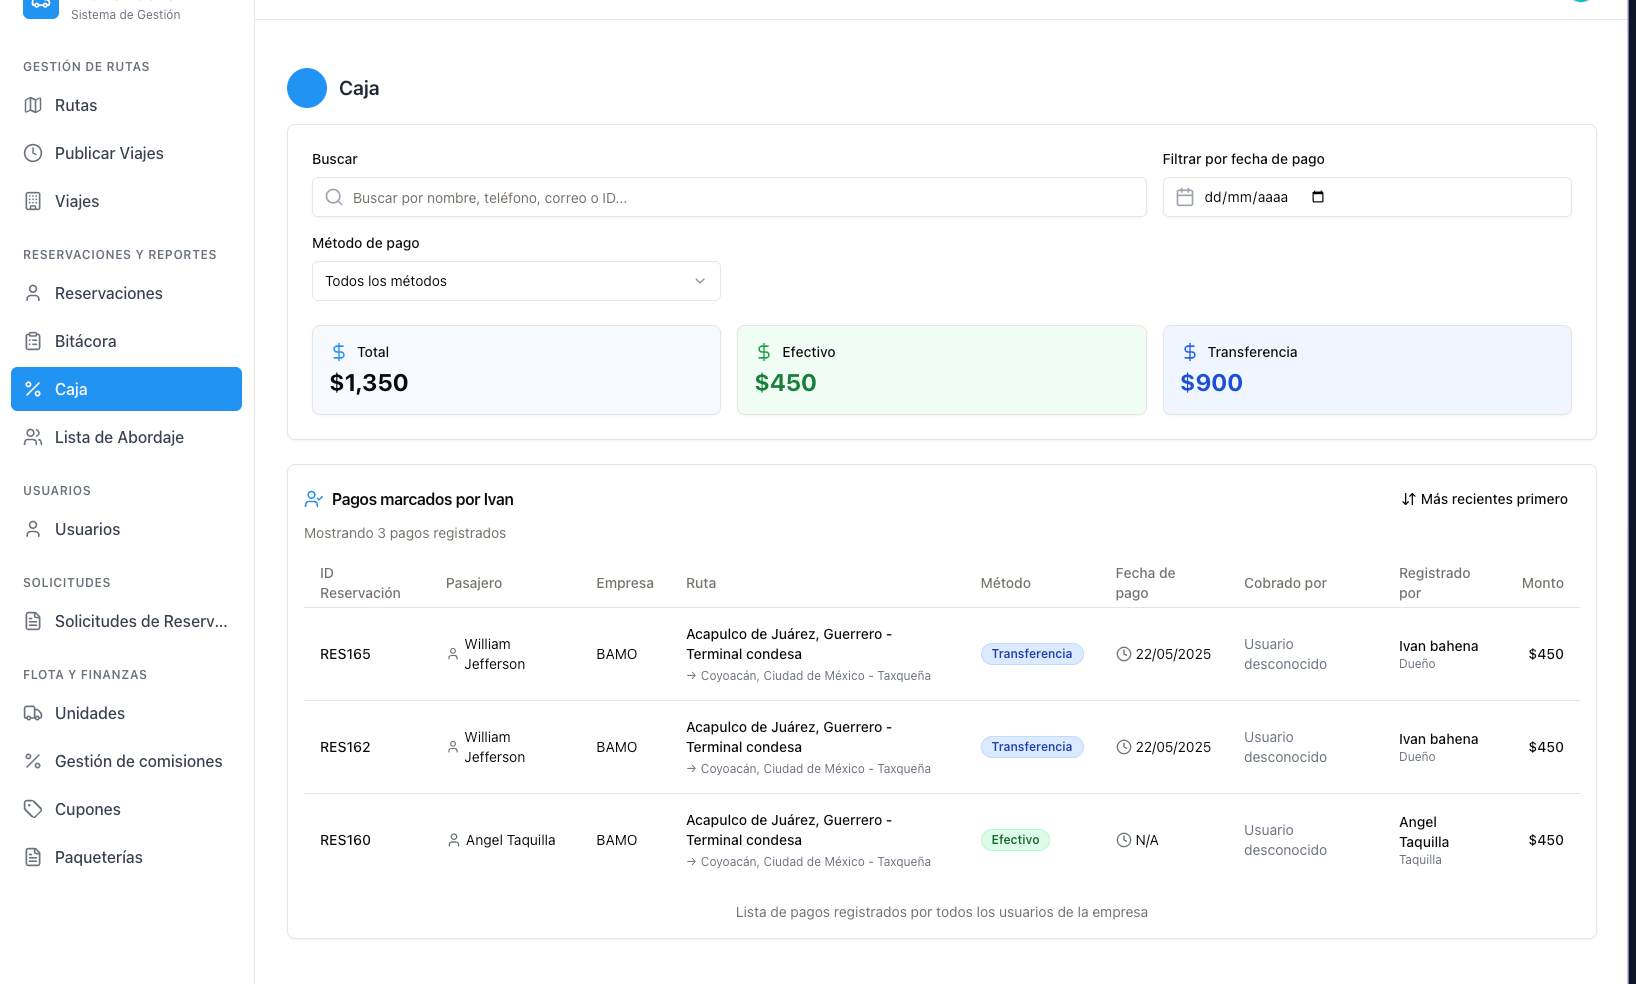 Sistema de Gestión
GESTIÓN DE RUTAS
Rutas
Publicar Viajes
Viajes
RESERVACIONES Y REPORTES
Reservaciones
Bitácora
Caja
Lista de Abordaje
USUARIOS
Usuarios
SOLICITUDES
Solicitudes de Reserv...
FLOTA Y FINANZAS
Unidades
Gestión de comisiones
Cupones
Paqueterías
Caja
Buscar
Buscar por nombre, teléfono, correo o ID...
Filtrar por fecha de pago
dd/mm/aaaa
Método de pago
Todos los métodos
$ Total
$1,350
$ Efectivo
$450
$ Transferencia
$900
Pagos marcados por Ivan
Más recientes primero
Mostrando 3 pagos registrados
ID Reservación Pasajero Empresa Ruta Método Fecha de pago Cobrado por Registrado por Monto
RES165
William
Jefferson
BAMO
Acapulco de Juárez, Guerrero -
Terminal condesa
→ Coyoacán, Ciudad de México - Taxqueña
Transferencia
22/05/2025
Usuario
desconocido
Ivan bahena
Dueño
$450
RES162
William
Jefferson
BAMO
Acapulco de Juárez, Guerrero -
Terminal condesa
→ Coyoacán, Ciudad de México - Taxqueña
Transferencia
22/05/2025
Usuario
desconocido
Ivan bahena
Dueño
$450
RES160
Angel Taquilla
BAMO
Acapulco de Juárez, Guerrero -
Terminal condesa
→ Coyoacán, Ciudad de México - Taxqueña
Efectivo
N/A
Usuario
desconocido
Angel
Taquilla
Taquilla
$450
Lista de pagos registrados por todos los usuarios de la empresa